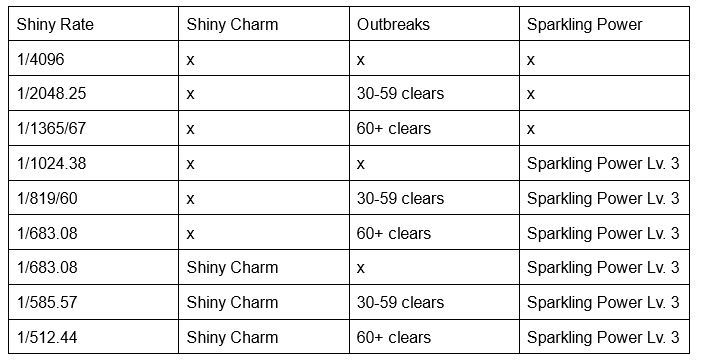 Shiny Rate Shiny Charm Outbreaks Sparkling Power
1/4096 x x x
1/2048.25 x 30-59 clears x
1/1365/67 x 60+ clears x
1/1024.38 x x Sparkling Power Lv. 3
1/819/60 x 30-59 clears Sparkling Power Lv. 3
1/683.08 x 60+ clears Sparkling Power Lv. 3
1/683.08 Shiny Charm x Sparkling Power Lv. 3
1/585.57 Shiny Charm 30-59 clears Sparkling Power Lv. 3
1/512.44 Shiny Charm 60+ clears Sparkling Power Lv. 3